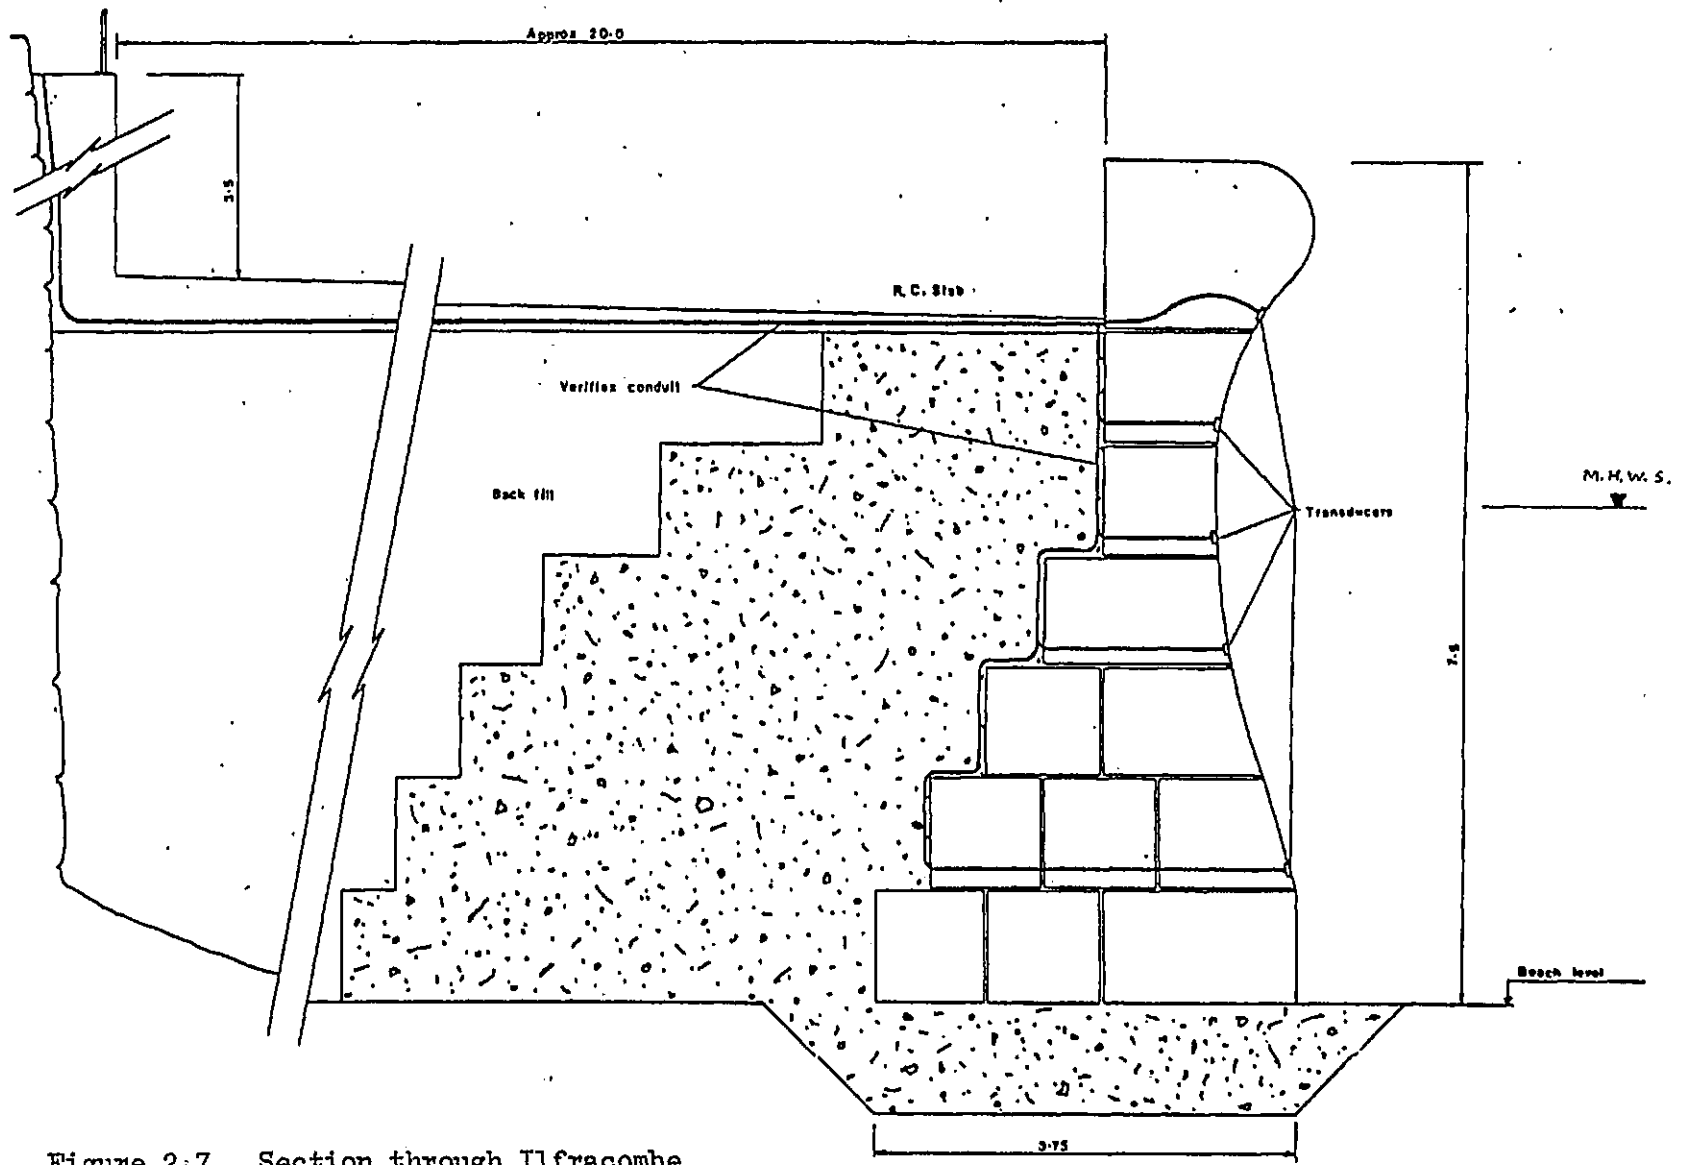 Approx 20·0
3·5
R.C. Slab
Veriflex conduit
Back fill
M.H.W.S.
Transducers
7·5
Beach level
3·75
Figure 2·7 Section through Ilfracombe